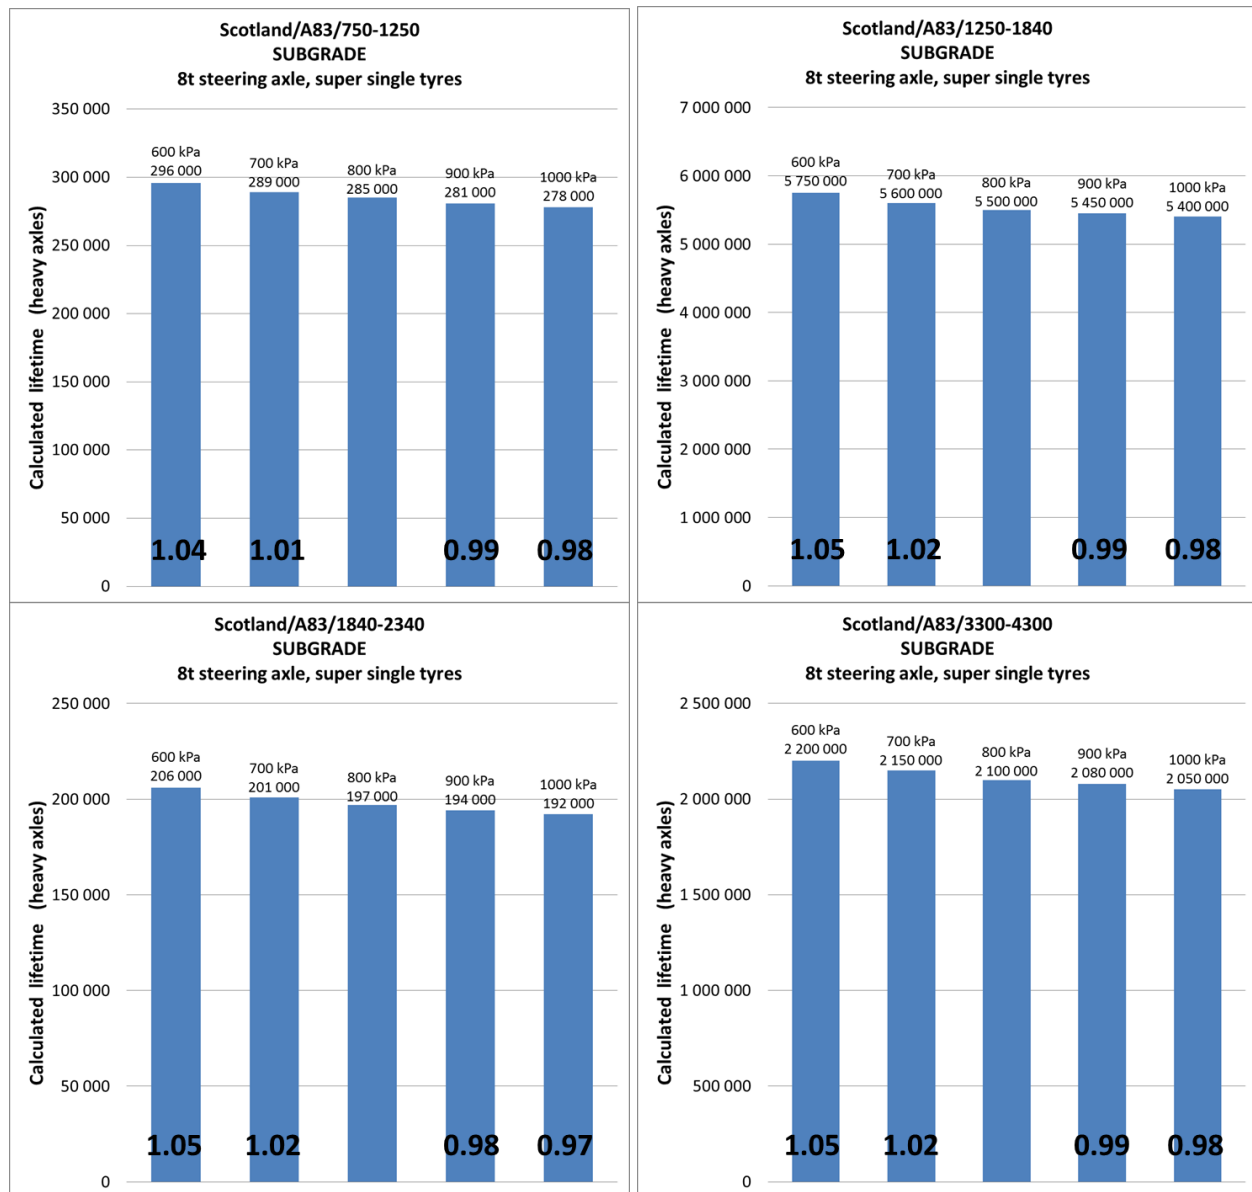 Scotland/A83/750-1250
SUBGRADE
8t steering axle, super single tyres
Calculated lifetime (heavy axles)
350 000
300 000
250 000
200 000
150 000
100 000
50 000
0
600 kPa
296 000
700 kPa
289 000
800 kPa
285 000
900 kPa
281 000
1000 kPa
278 000
1.04
1.01
0.99
0.98
Scotland/A83/1250-1840
SUBGRADE
8t steering axle, super single tyres
Calculated lifetime (heavy axles)
7 000 000
6 000 000
5 000 000
4 000 000
3 000 000
2 000 000
1 000 000
0
600 kPa
5 750 000
700 kPa
5 600 000
800 kPa
5 500 000
900 kPa
5 450 000
1000 kPa
5 400 000
1.05
1.02
0.99
0.98
Scotland/A83/1840-2340
SUBGRADE
8t steering axle, super single tyres
Calculated lifetime (heavy axles)
250 000
200 000
150 000
100 000
50 000
0
600 kPa
206 000
700 kPa
201 000
800 kPa
197 000
900 kPa
194 000
1000 kPa
192 000
1.05
1.02
0.98
0.97
Scotland/A83/3300-4300
SUBGRADE
8t steering axle, super single tyres
Calculated lifetime (heavy axles)
2 500 000
2 000 000
1 500 000
1 000 000
500 000
0
600 kPa
2 200 000
700 kPa
2 150 000
800 kPa
2 100 000
900 kPa
2 080 000
1000 kPa
2 050 000
1.05
1.02
0.99
0.98